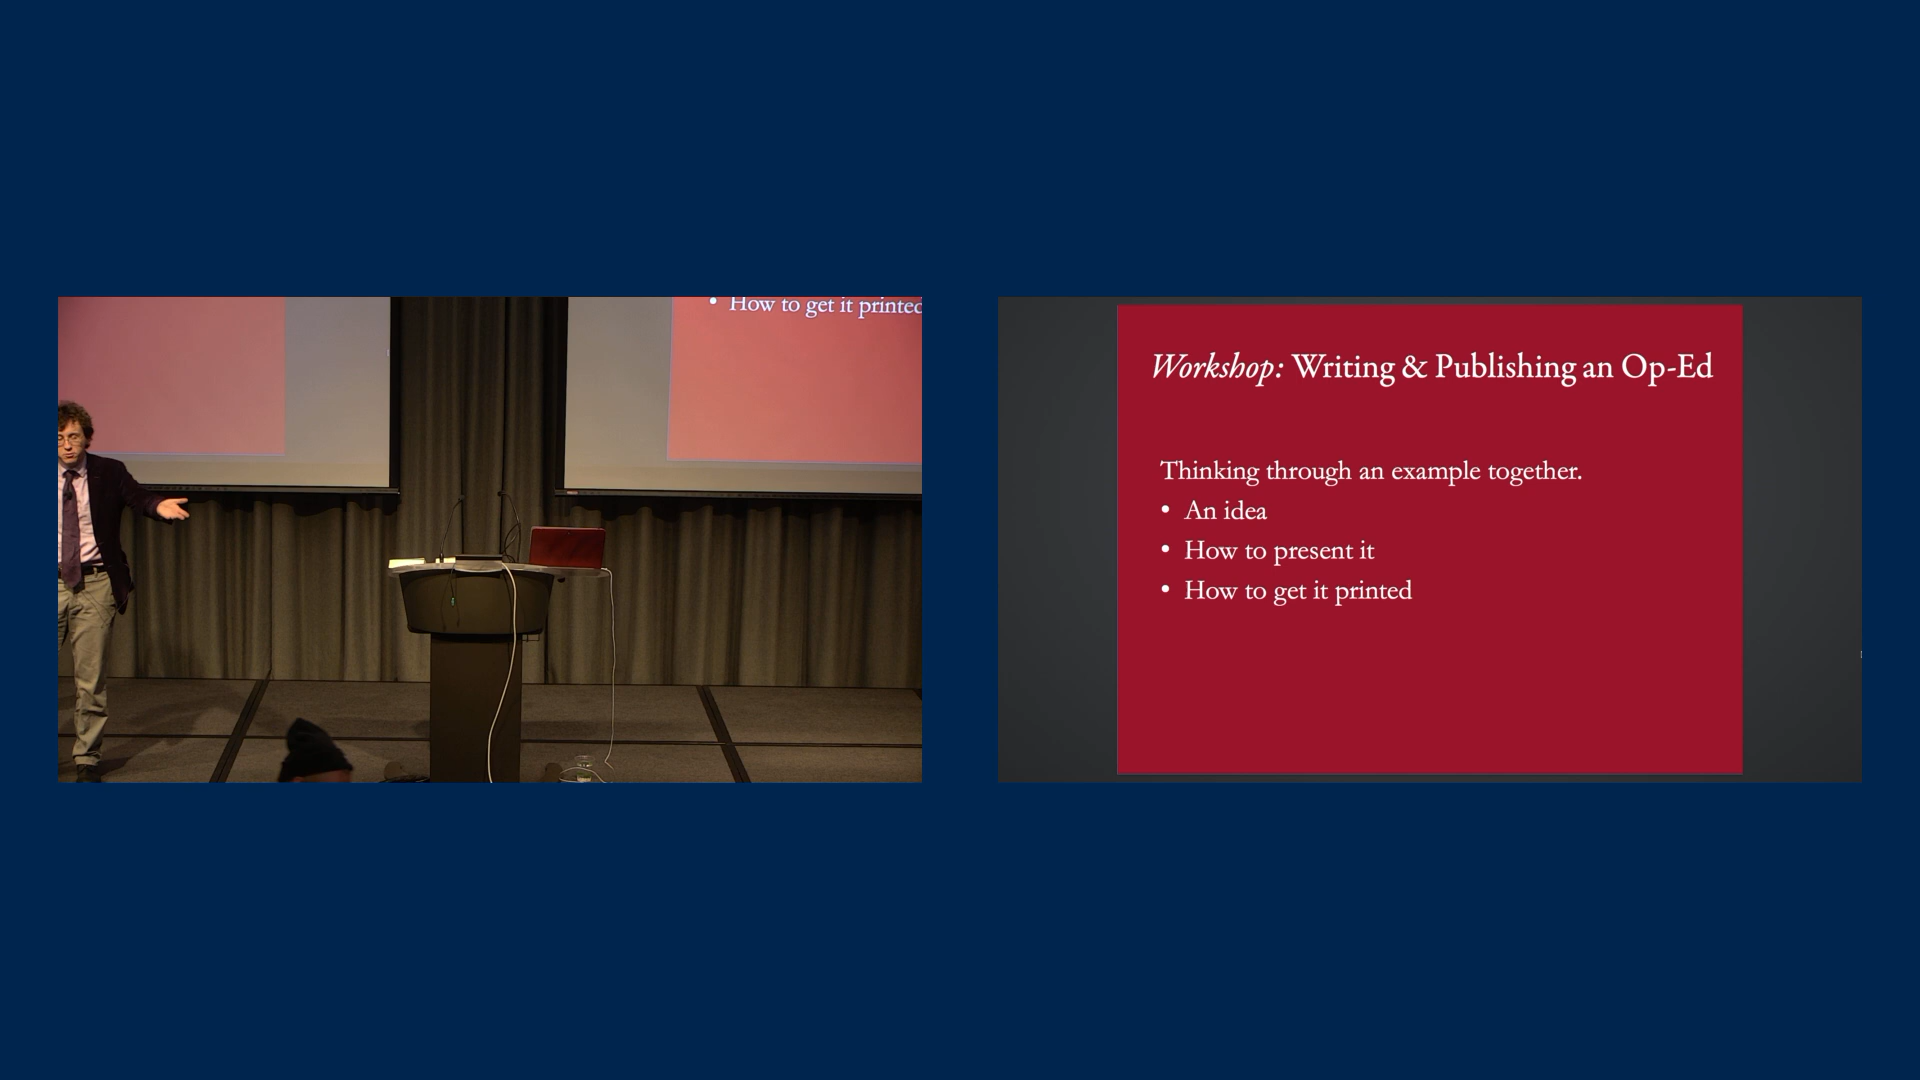 • How to get it printed
Workshop: Writing & Publishing an Op-Ed
Thinking through an example together.
• An idea
• How to present it
• How to get it printed